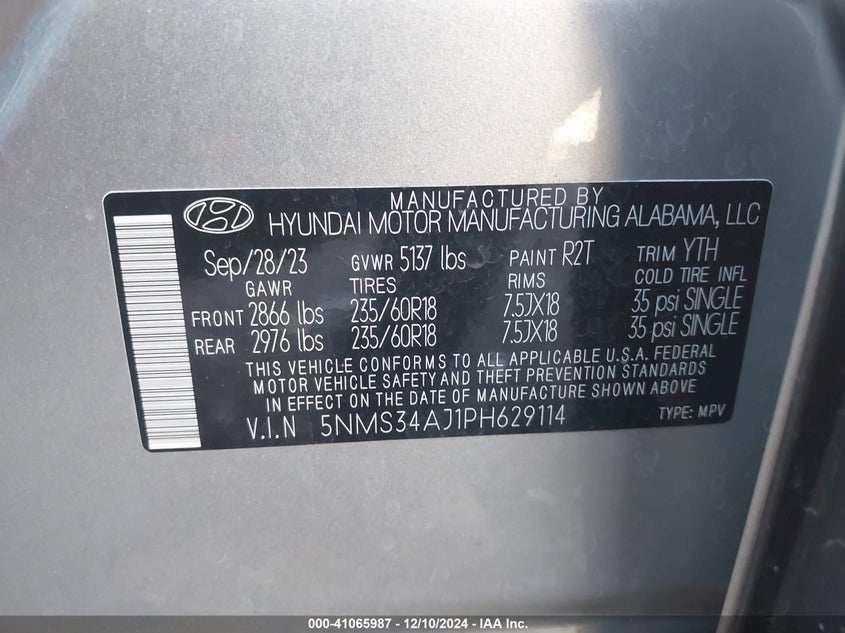 MANUFACTURED BY
HYUNDAI MOTOR MANUFACTURING ALABAMA, LLC
Sep/28/23 GVWR 5137 lbs PAINT R2T TRIM YTH
GAWR TIRES RIMS COLD TIRE INFL
FRONT 2866 lbs 235/60R18 7.5JX18 35 psi SINGLE
REAR 2976 lbs 235/60R18 7.5JX18 35 psi SINGLE
THIS VEHICLE CONFORMS TO ALL APPLICABLE U.S.A. FEDERAL
MOTOR VEHICLE SAFETY AND THEFT PREVENTION STANDARDS
IN EFFECT ON THE DATE OF MANUFACTURE SHOWN ABOVE
V.I.N 5NMS34AJ1PH629114 TYPE: MPV
000-41065987 - 12/10/2024 - IAA Inc.